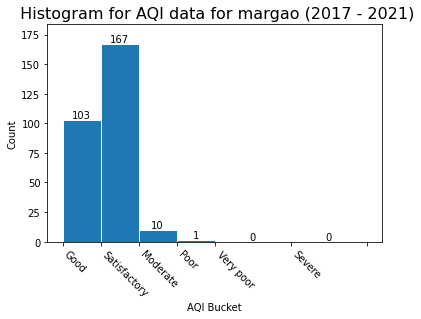 Histogram for AQI data for margao (2017 - 2021)
175
150
125
100
75
50
25
0
Count
103
167
10
1
0
0
Good
Satisfactory
Moderate
Poor
Very poor
Severe
AQI Bucket